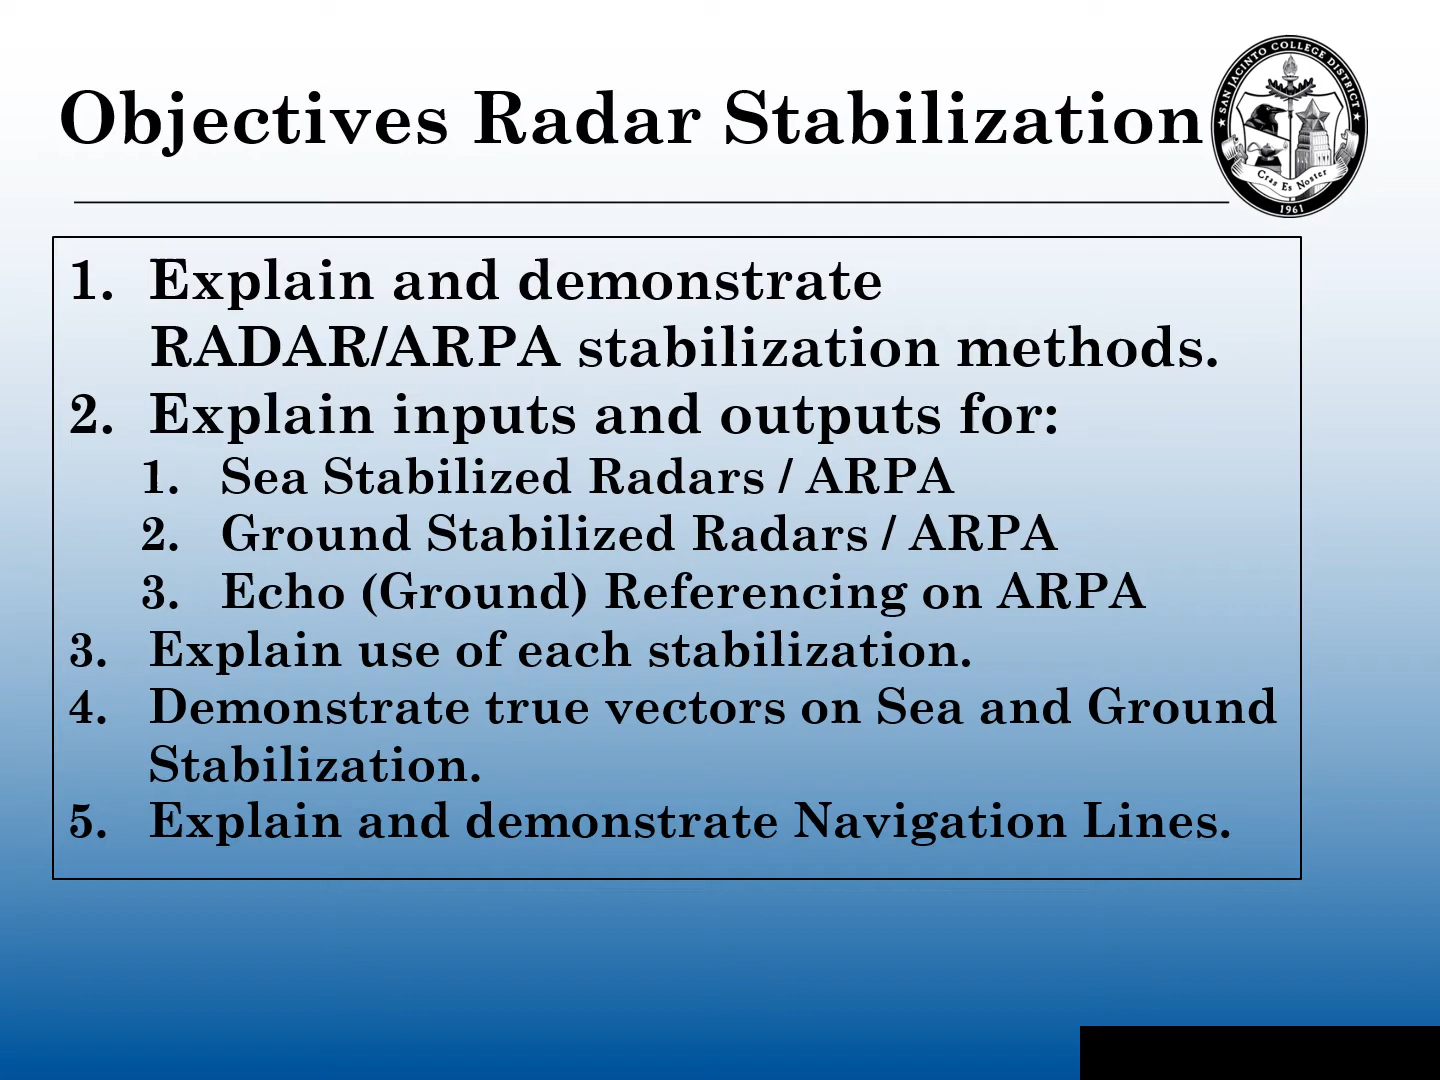 Objectives Radar Stabilization
SAN JACINTO COLLEGE DISTRICT
Cras Es Noster
1961
1. Explain and demonstrate
RADAR/ARPA stabilization methods.
2. Explain inputs and outputs for:
1. Sea Stabilized Radars / ARPA
2. Ground Stabilized Radars / ARPA
3. Echo (Ground) Referencing on ARPA
3. Explain use of each stabilization.
4. Demonstrate true vectors on Sea and Ground
Stabilization.
5. Explain and demonstrate Navigation Lines.